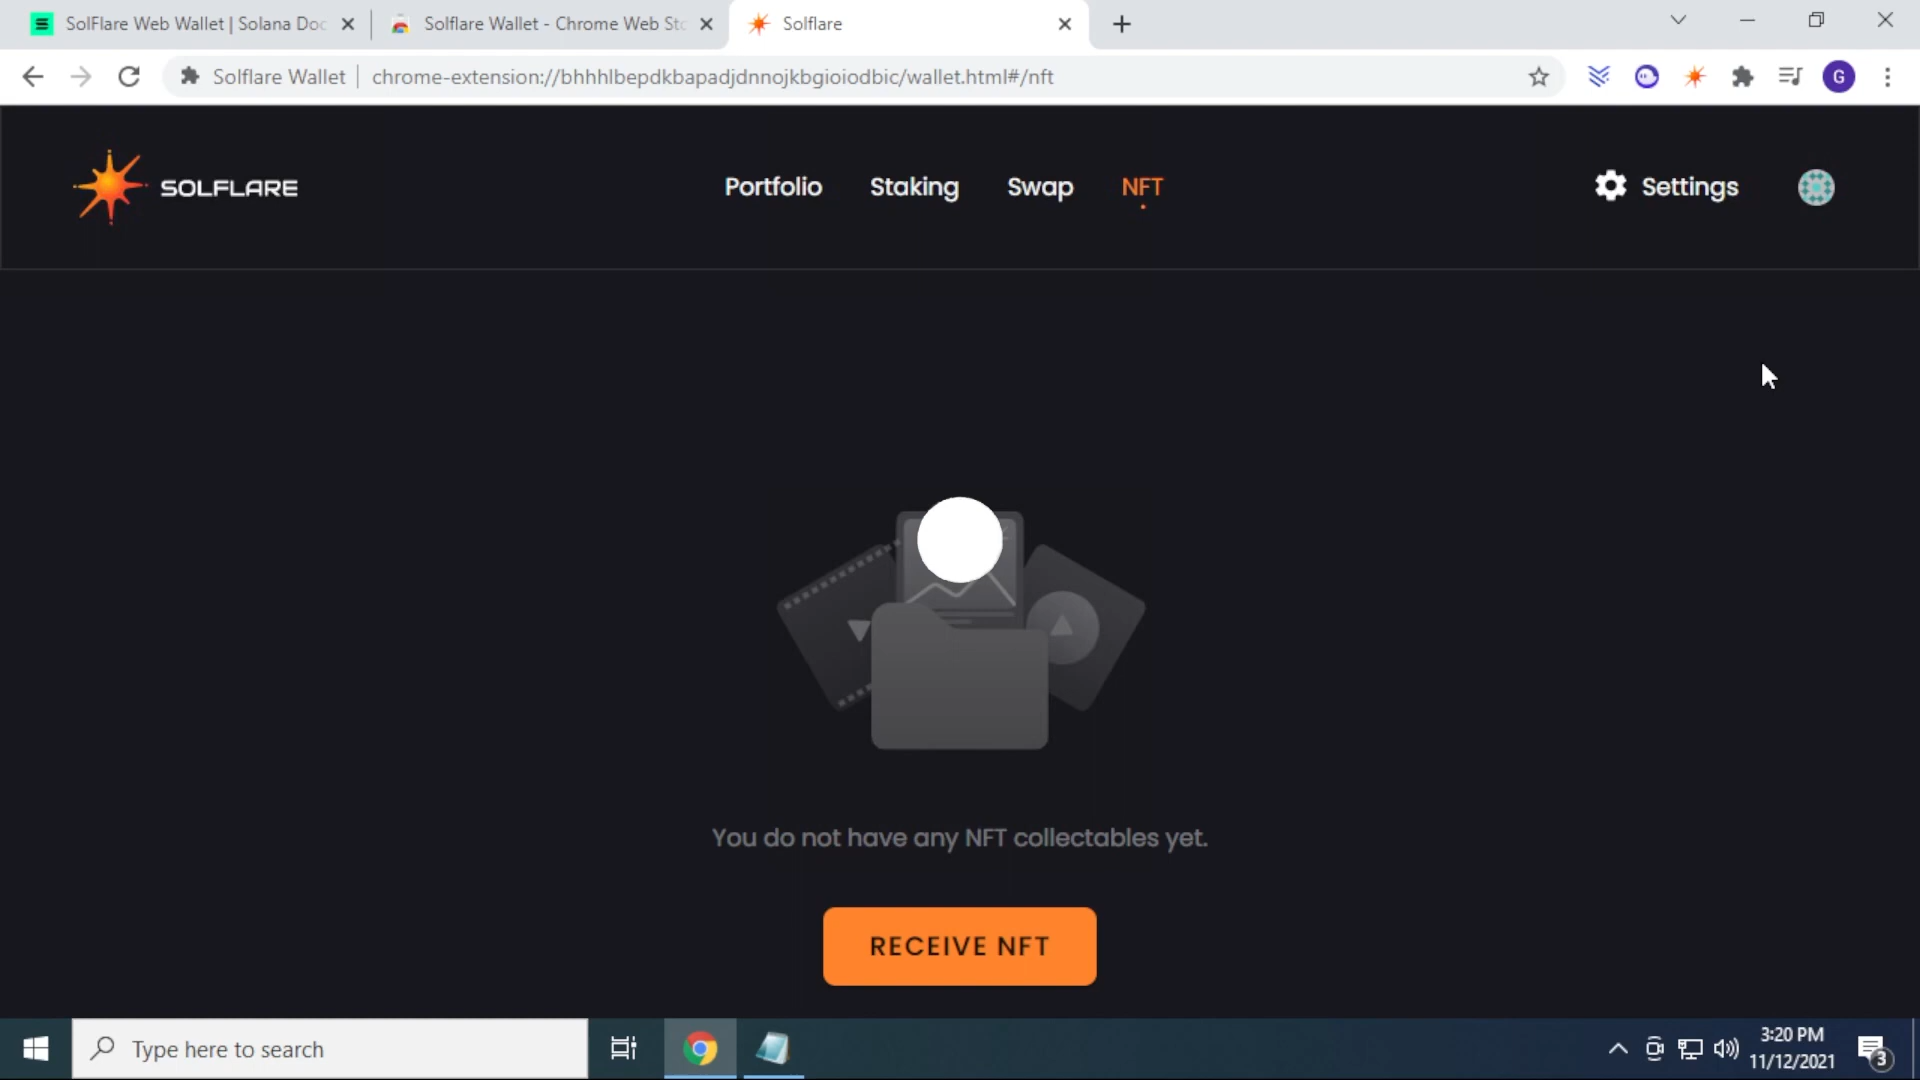 SolFlare Web Wallet | Solana Doc
Solflare Wallet - Chrome Web Sto
Solflare
Solflare Wallet
chrome-extension://bhhhlbepdkbapadjdnnojkbgioiodbic/wallet.html#/nft
G
SOLFLARE
Portfolio
Staking
Swap
NFT
Settings
You do not have any NFT collectables yet.
RECEIVE NFT
Type here to search
3:20 PM
11/12/2021
3